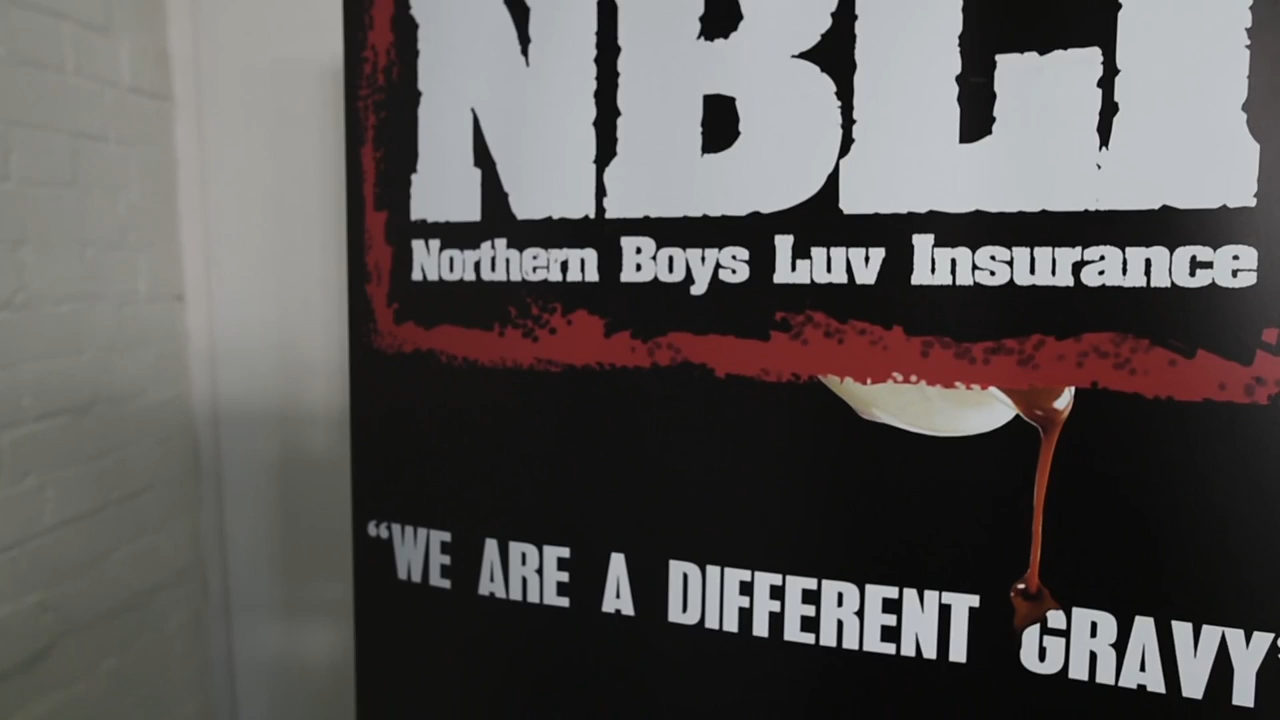 NBLI
Northern Boys Luv Insurance
“WE ARE A DIFFERENT GRAVY”